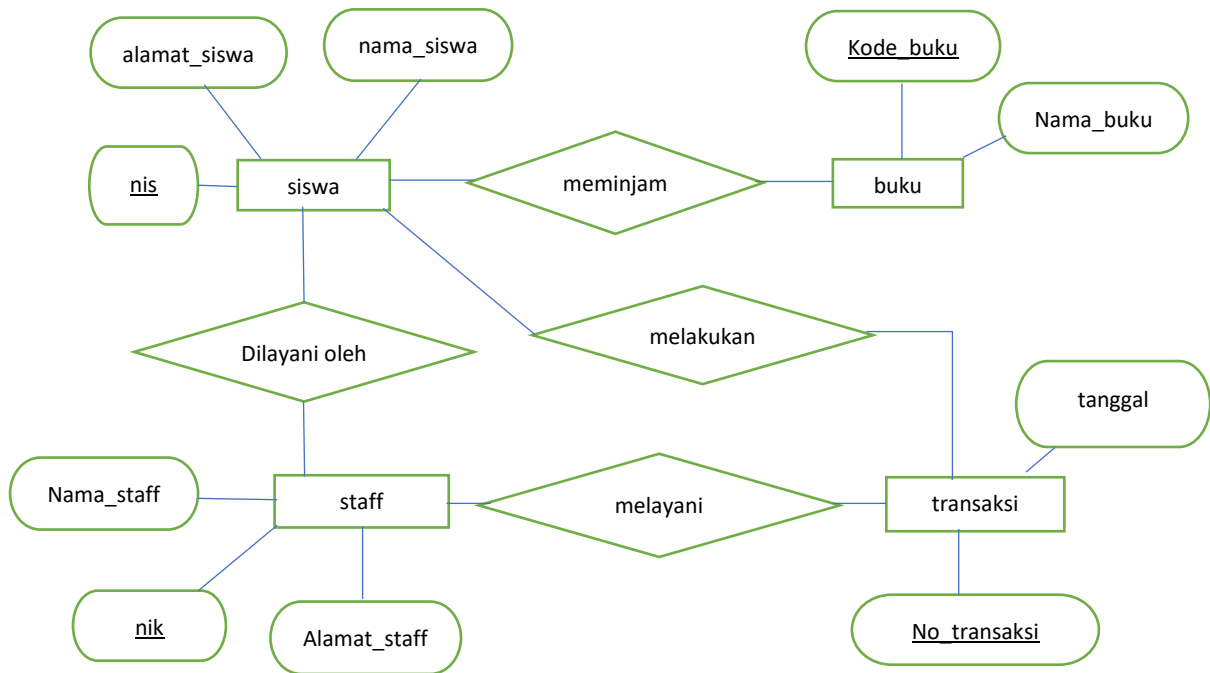 alamat_siswa
nama_siswa
Kode_buku
Nama_buku
nis
siswa
meminjam
buku
Dilayani oleh
melakukan
tanggal
Nama_staff
staff
melayani
transaksi
nik
Alamat_staff
No_transaksi